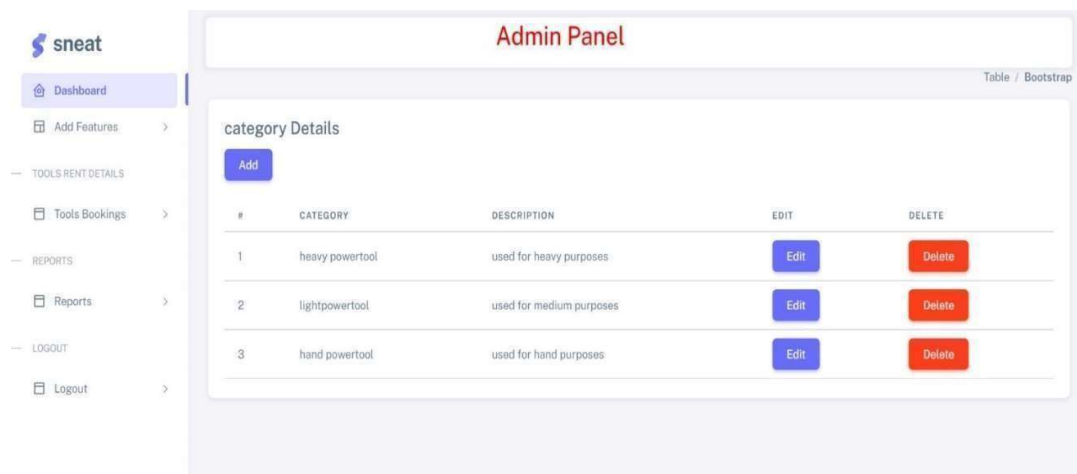 sneat
Dashboard
Add Features
TOOLS RENT DETAILS
Tools Bookings
REPORTS
Reports
LOGOUT
Logout
Admin Panel
Table / Bootstrap
category Details
Add
# CATEGORY DESCRIPTION EDIT DELETE
1 heavy powertool used for heavy purposes Edit Delete
2 lightpowertool used for medium purposes Edit Delete
3 hand powertool used for hand purposes Edit Delete